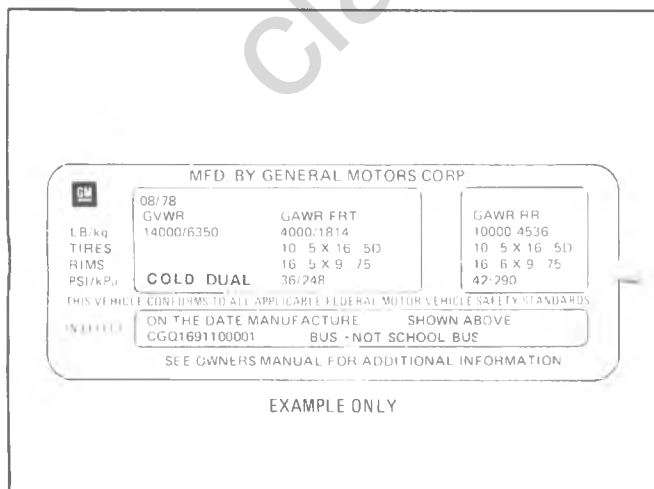 Cla
MFD. BY GENERAL MOTORS CORP.
GM
08/78
GVWR GAWR FRT GAWR RR
LB/kg 14000/6350 4000/1814 10000 4536
TIRES 10 5 X 16 5D 10 5 X 16 5D
RIMS 16 5 X 9 75 16 6 X 9 75
PSI/kPa COLD DUAL 36/248 42-290
THIS VEHICLE CONFORMS TO ALL APPLICABLE FEDERAL MOTOR VEHICLE SAFETY STANDARDS
IN EFFECT ON THE DATE MANUFACTURE SHOWN ABOVE
CGQ1691100001 BUS - NOT SCHOOL BUS
SEE OWNERS MANUAL FOR ADDITIONAL INFORMATION
EXAMPLE ONLY